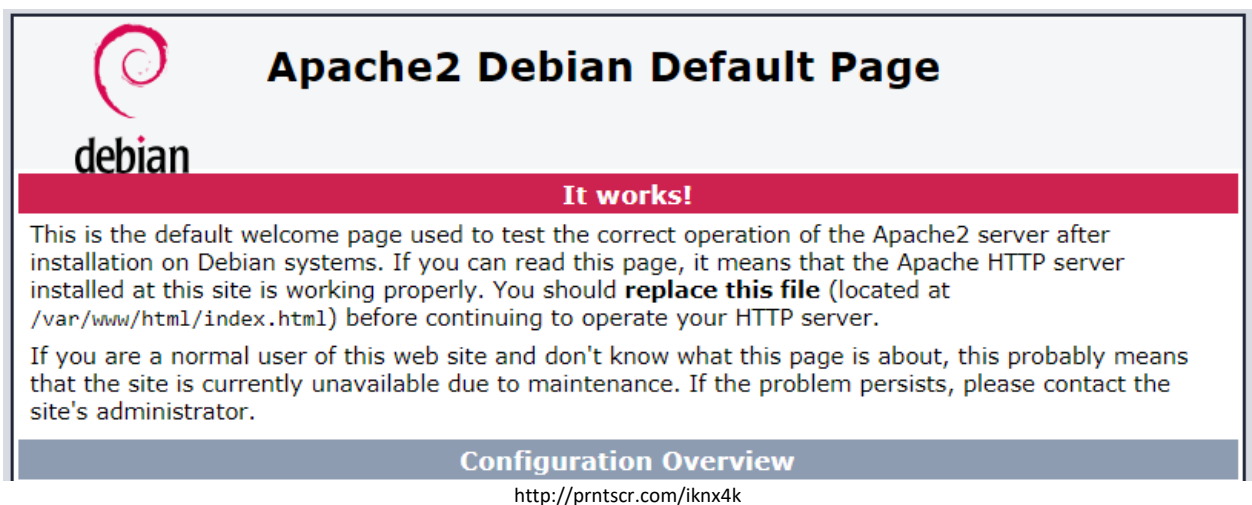 Apache2 Debian Default Page
debian
It works!
This is the default welcome page used to test the correct operation of the Apache2 server after
installation on Debian systems. If you can read this page, it means that the Apache HTTP server
installed at this site is working properly. You should replace this file (located at
/var/www/html/index.html) before continuing to operate your HTTP server.
If you are a normal user of this web site and don't know what this page is about, this probably means
that the site is currently unavailable due to maintenance. If the problem persists, please contact the
site's administrator.
Configuration Overview
http://prntscr.com/iknx4k